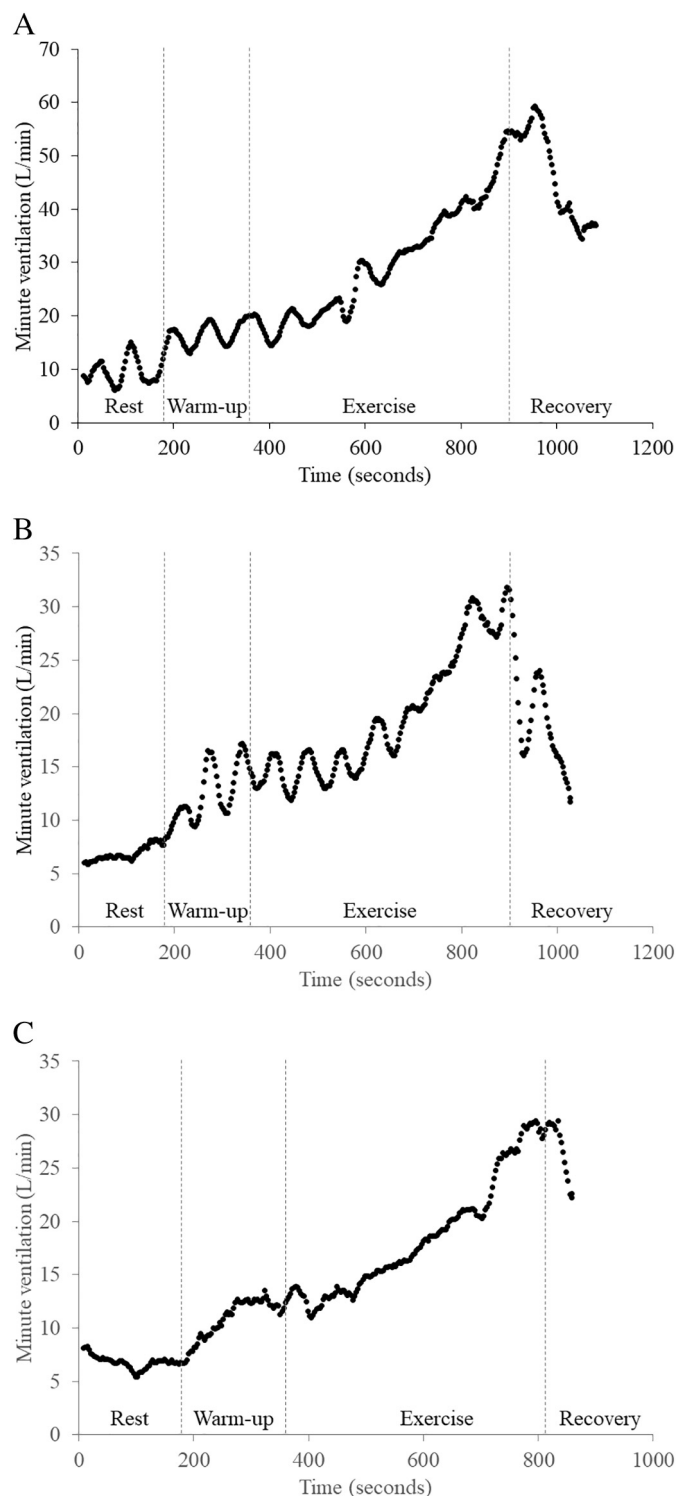 A
Minute ventilation (L/min)
70
60
50
40
30
20
10
0
Rest Warm-up Exercise Recovery
0 200 400 600 800 1000 1200
Time (seconds)
B
Minute ventilation (L/min)
35
30
25
20
15
10
5
0
Rest Warm-up Exercise Recovery
0 200 400 600 800 1000 1200
Time (seconds)
C
Minute ventilation (L/min)
35
30
25
20
15
10
5
0
Rest Warm-up Exercise Recovery
0 200 400 600 800 1000
Time (seconds)